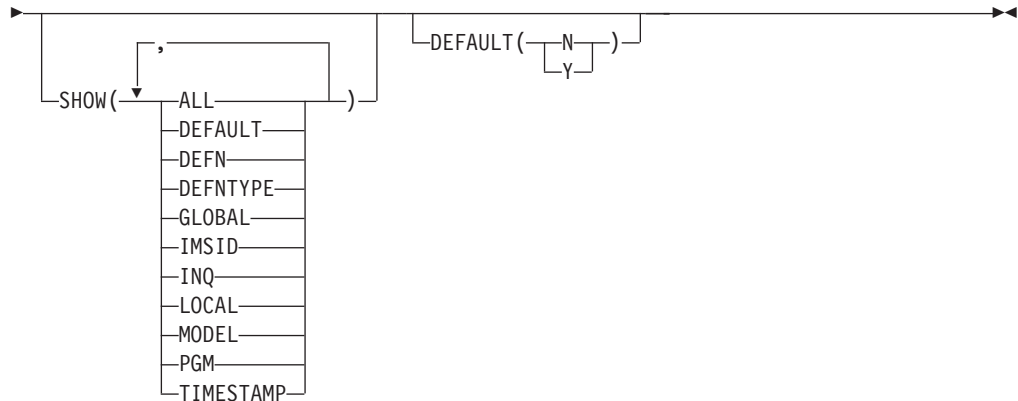 ,
DEFAULT( N )
Y
SHOW( ALL )
DEFAULT
DEFN
DEFNTYPE
GLOBAL
IMSID
INQ
LOCAL
MODEL
PGM
TIMESTAMP